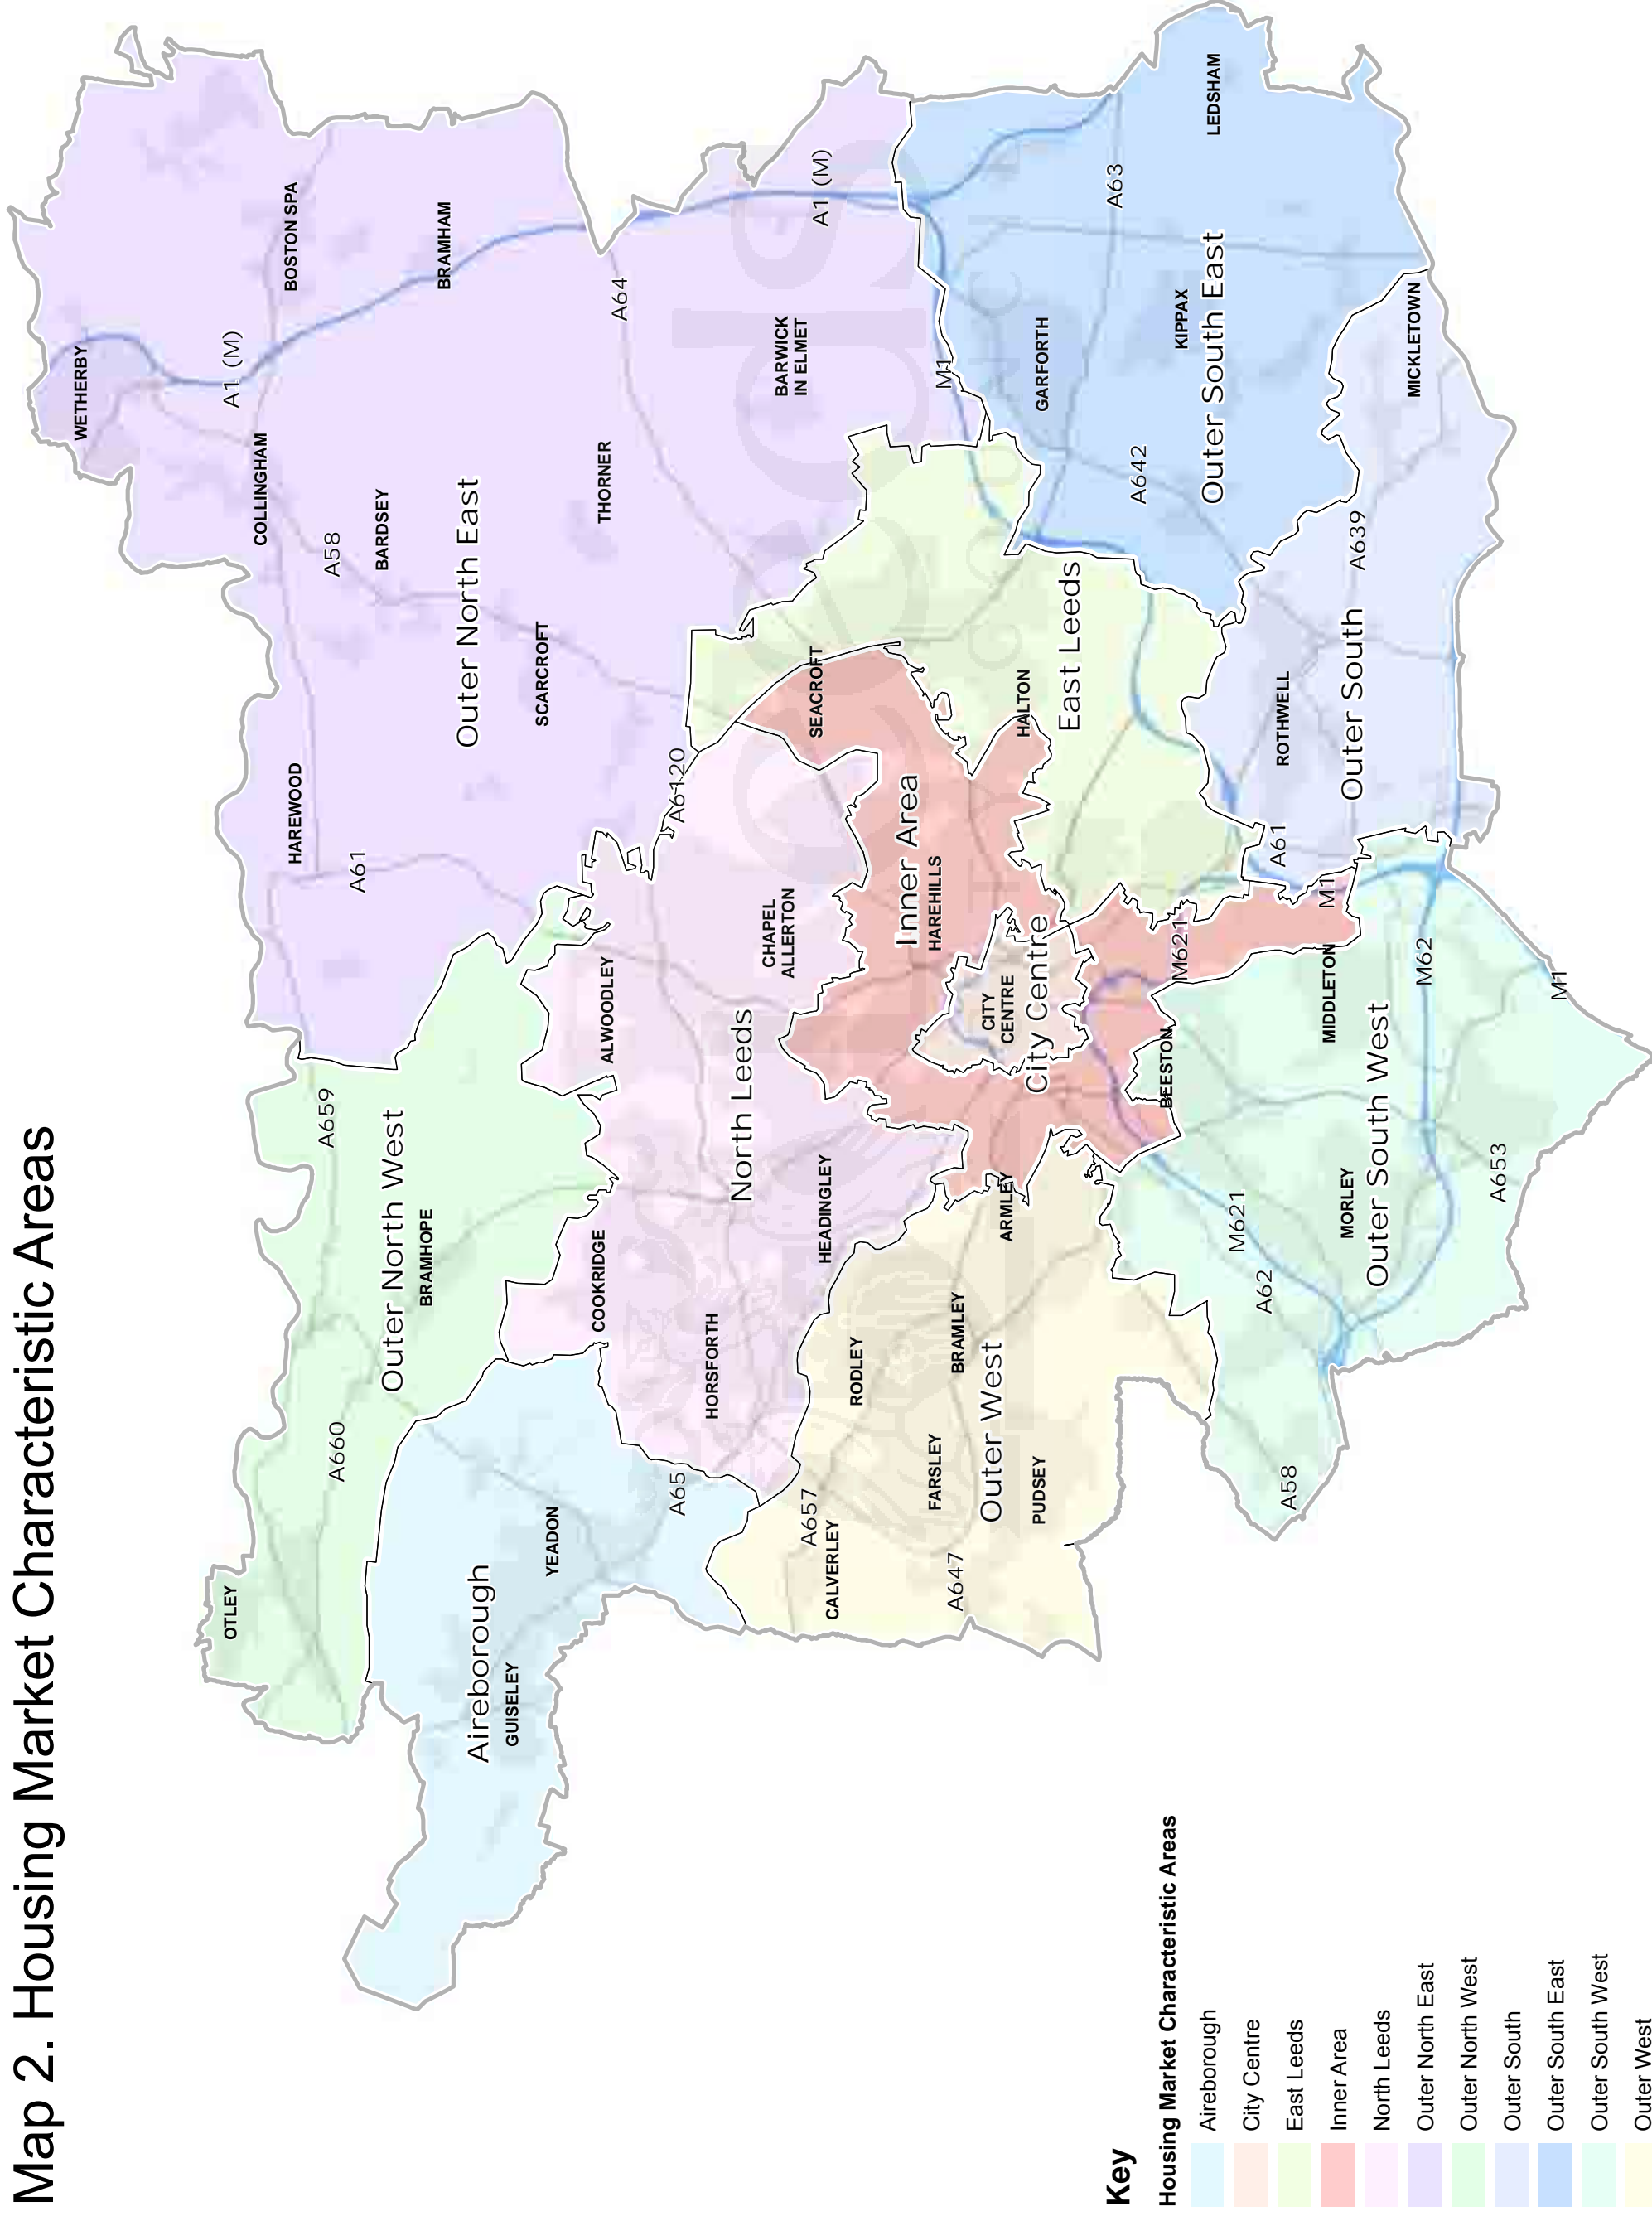 Map 2. Housing Market Characteristic Areas
WETHERBY
A1 (M)
BOSTON SPA
COLLINGHAM
A58
BARDSEY
BRAMHAM
HAREWOOD
A61
Outer North East
SCARCROFT
THORNER
A64
OTLEY
A660
A659
Outer North West
BRAMHOPE
Aireborough
GUISELEY
YEADON
A65
COOKRIDGE
ALWOODLEY
A6120
HORSFORTH
North Leeds
HEADINGLEY
CHAPEL
ALLERTON
SEACROFT
BARWICK
IN ELMET
A1 (M)
M1
A657
CALVERLEY
RODLEY
FARSLEY
BRAMLEY
A647
Outer West
PUDSEY
ARMLEY
Inner Area
HAREHILLS
CITY
CENTRE
City Centre
HALTON
East Leeds
GARFORTH
A63
A642
KIPPAX
Outer South East
LEDSHAM
BEESTON
M621
M621
A62
A58
A61
ROTHWELL
M1
MIDDLETON
MORLEY
Outer South West
Outer South
A639
MICKLETOWN
M62
A653
M1
Key
Housing Market Characteristic Areas
Aireborough
City Centre
East Leeds
Inner Area
North Leeds
Outer North East
Outer North West
Outer South
Outer South East
Outer South West
Outer West